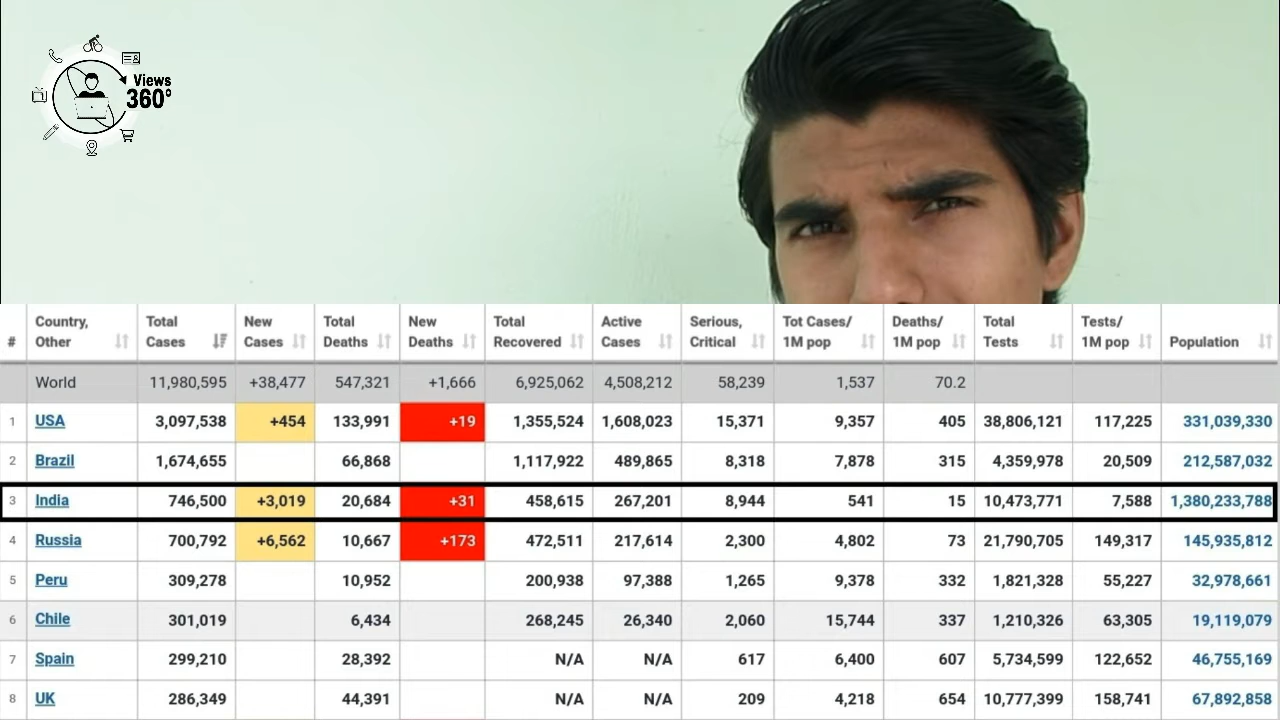 Views
360°
# Country, Other Total Cases New Cases Total Deaths New Deaths Total Recovered Active Cases Serious, Critical Tot Cases/ 1M pop Deaths/ 1M pop Total Tests Tests/ 1M pop Population
World 11,980,595 +38,477 547,321 +1,666 6,925,062 4,508,212 58,239 1,537 70.2
1 USA 3,097,538 +454 133,991 +19 1,355,524 1,608,023 15,371 9,357 405 38,806,121 117,225 331,039,330
2 Brazil 1,674,655 66,868 1,117,922 489,865 8,318 7,878 315 4,359,978 20,509 212,587,032
3 India 746,500 +3,019 20,684 +31 458,615 267,201 8,944 541 15 10,473,771 7,588 1,380,233,788
4 Russia 700,792 +6,562 10,667 +173 472,511 217,614 2,300 4,802 73 21,790,705 149,317 145,935,812
5 Peru 309,278 10,952 200,938 97,388 1,265 9,378 332 1,821,328 55,227 32,978,661
6 Chile 301,019 6,434 268,245 26,340 2,060 15,744 337 1,210,326 63,305 19,119,079
7 Spain 299,210 28,392 N/A N/A 617 6,400 607 5,734,599 122,652 46,755,169
8 UK 286,349 44,391 N/A N/A 209 4,218 654 10,777,399 158,741 67,892,858